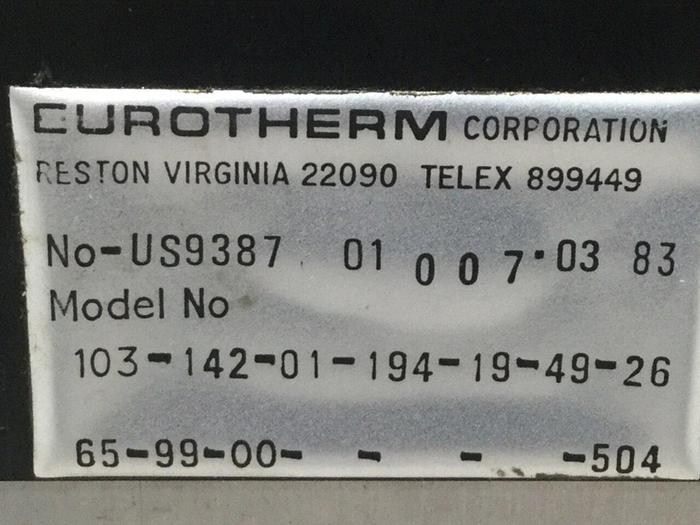 EUROTHERM CORPORATION
RESTON VIRGINIA 22090 TELEX 899449
No-US9387 01 007·03 83
Model No
103-142-01-194-19-49-26
65-99-00- - - -504